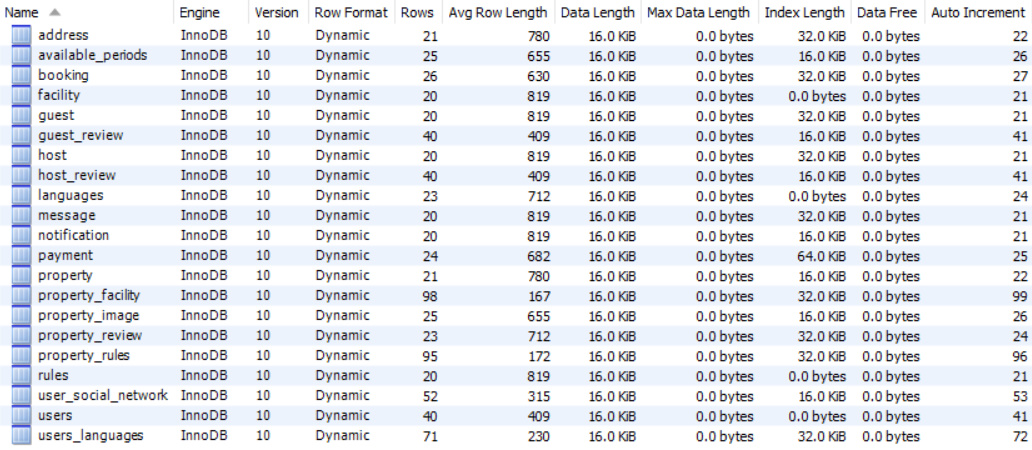 Name Engine Version Row Format Rows Avg Row Length Data Length Max Data Length Index Length Data Free Auto Increment
address InnoDB 10 Dynamic 21 780 16.0 KiB 0.0 bytes 32.0 KiB 0.0 bytes 22
available_periods InnoDB 10 Dynamic 25 655 16.0 KiB 0.0 bytes 16.0 KiB 0.0 bytes 26
booking InnoDB 10 Dynamic 26 630 16.0 KiB 0.0 bytes 32.0 KiB 0.0 bytes 27
facility InnoDB 10 Dynamic 20 819 16.0 KiB 0.0 bytes 0.0 bytes 0.0 bytes 21
guest InnoDB 10 Dynamic 20 819 16.0 KiB 0.0 bytes 32.0 KiB 0.0 bytes 21
guest_review InnoDB 10 Dynamic 40 409 16.0 KiB 0.0 bytes 16.0 KiB 0.0 bytes 41
host InnoDB 10 Dynamic 20 819 16.0 KiB 0.0 bytes 32.0 KiB 0.0 bytes 21
host_review InnoDB 10 Dynamic 40 409 16.0 KiB 0.0 bytes 16.0 KiB 0.0 bytes 41
languages InnoDB 10 Dynamic 23 712 16.0 KiB 0.0 bytes 0.0 bytes 0.0 bytes 24
message InnoDB 10 Dynamic 20 819 16.0 KiB 0.0 bytes 32.0 KiB 0.0 bytes 21
notification InnoDB 10 Dynamic 20 819 16.0 KiB 0.0 bytes 16.0 KiB 0.0 bytes 21
payment InnoDB 10 Dynamic 24 682 16.0 KiB 0.0 bytes 64.0 KiB 0.0 bytes 25
property InnoDB 10 Dynamic 21 780 16.0 KiB 0.0 bytes 16.0 KiB 0.0 bytes 22
property_facility InnoDB 10 Dynamic 98 167 16.0 KiB 0.0 bytes 32.0 KiB 0.0 bytes 99
property_image InnoDB 10 Dynamic 25 655 16.0 KiB 0.0 bytes 16.0 KiB 0.0 bytes 26
property_review InnoDB 10 Dynamic 23 712 16.0 KiB 0.0 bytes 32.0 KiB 0.0 bytes 24
property_rules InnoDB 10 Dynamic 95 172 16.0 KiB 0.0 bytes 32.0 KiB 0.0 bytes 96
rules InnoDB 10 Dynamic 20 819 16.0 KiB 0.0 bytes 0.0 bytes 0.0 bytes 21
user_social_network InnoDB 10 Dynamic 52 315 16.0 KiB 0.0 bytes 16.0 KiB 0.0 bytes 53
users InnoDB 10 Dynamic 40 409 16.0 KiB 0.0 bytes 0.0 bytes 0.0 bytes 41
users_languages InnoDB 10 Dynamic 71 230 16.0 KiB 0.0 bytes 32.0 KiB 0.0 bytes 72